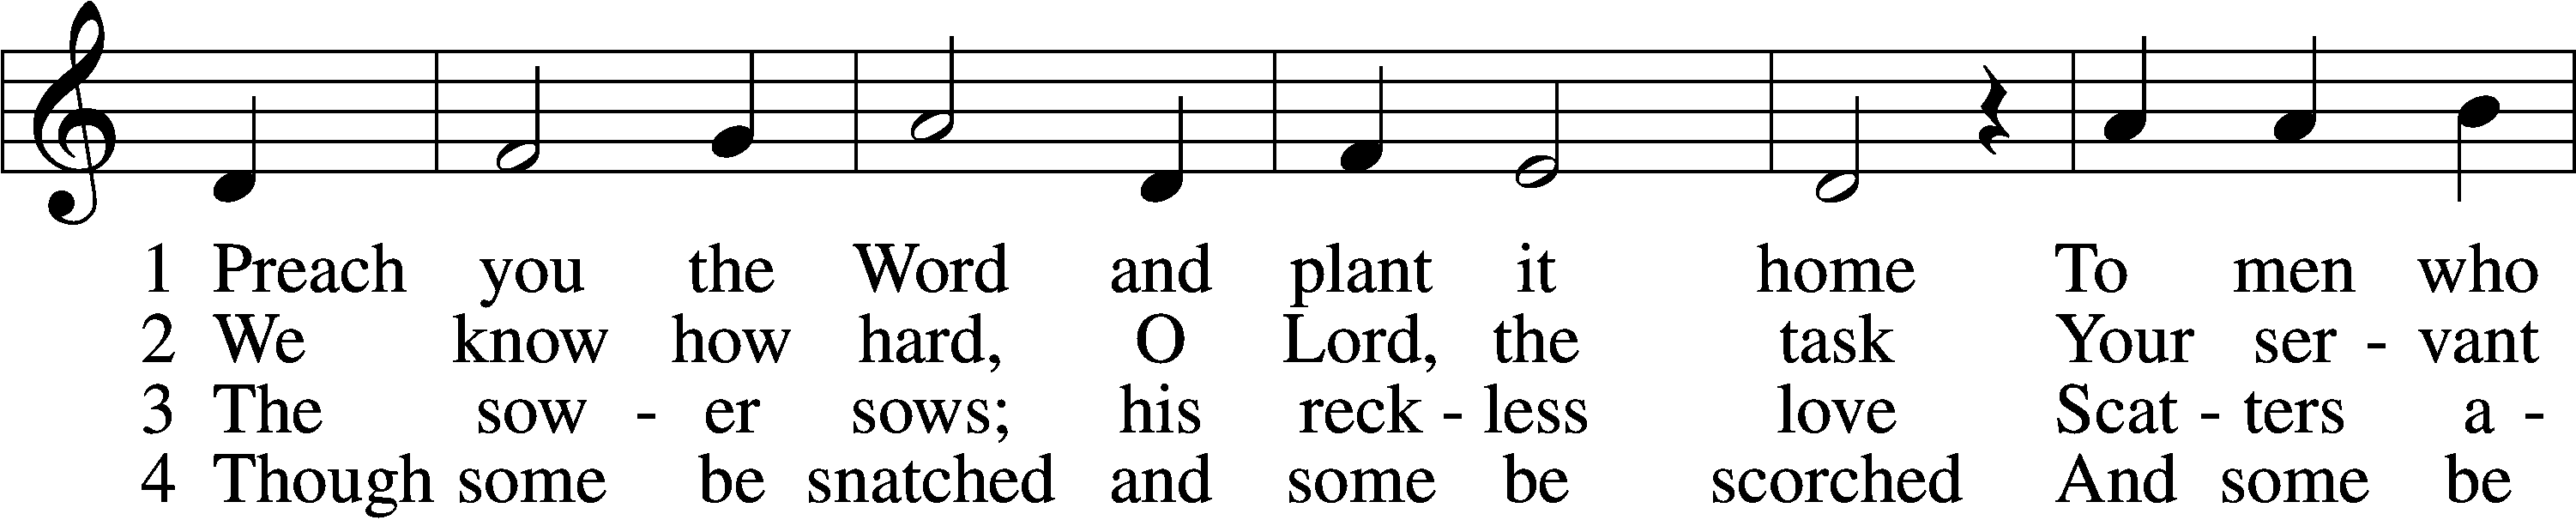 1 Preach you the Word and plant it home To men who
2 We know how hard, O Lord, the task Your ser - vant
3 The sow - er sows; his reck - less love Scat - ters a -
4 Though some be snatched and some be scorched And some be